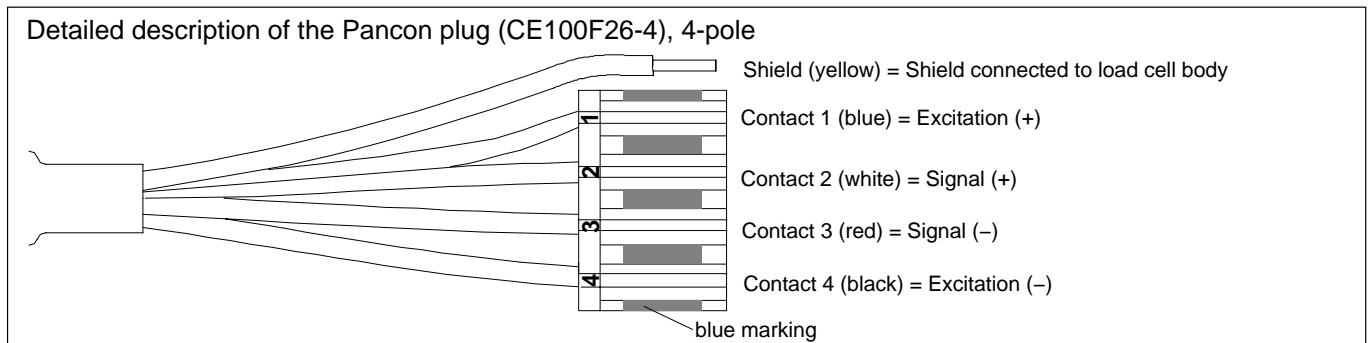 Detailed description of the Pancon plug (CE100F26-4), 4-pole
Shield (yellow) = Shield connected to load cell body
1
Contact 1 (blue) = Excitation (+)
2
Contact 2 (white) = Signal (+)
3
Contact 3 (red) = Signal (−)
4
Contact 4 (black) = Excitation (−)
blue marking